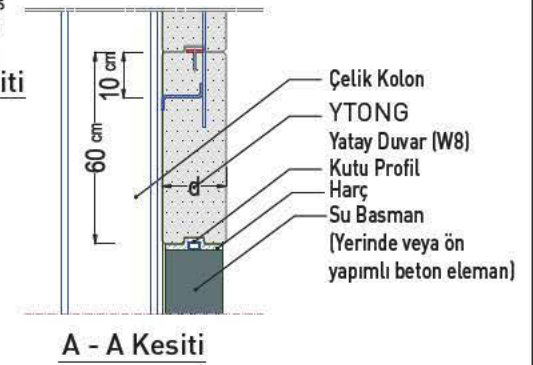 iti
10 cm
60 cm
d
Çelik Kolon
YTONG
Yatay Duvar (W8)
Kutu Profil
Harç
Su Basman
(Yerinde veya ön
yapımlı beton eleman)
A - A Kesiti